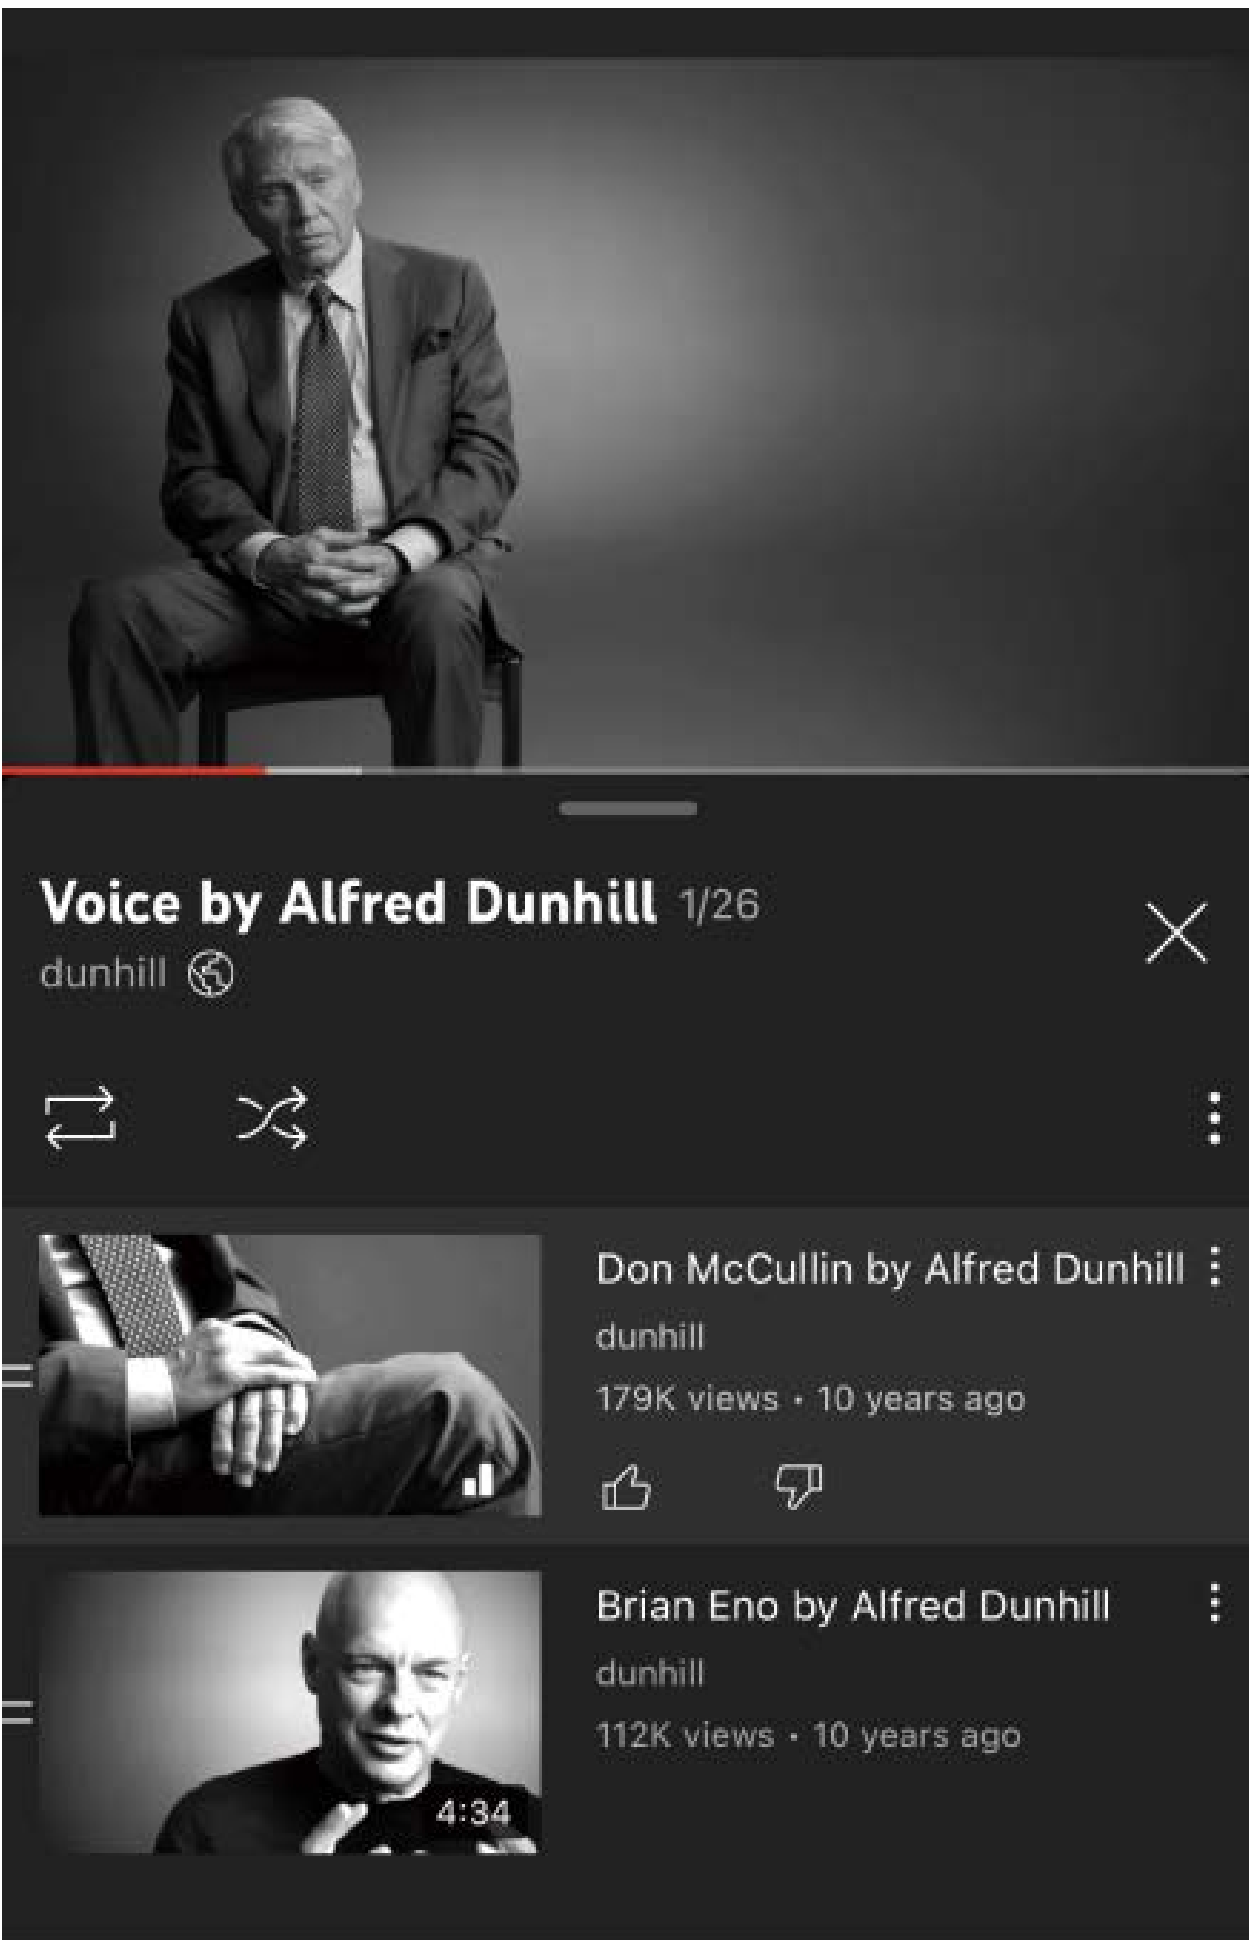 Voice by Alfred Dunhill 1/26
dunhill
Don McCullin by Alfred Dunhill
dunhill
179K views • 10 years ago
4:34
Brian Eno by Alfred Dunhill
dunhill
112K views • 10 years ago